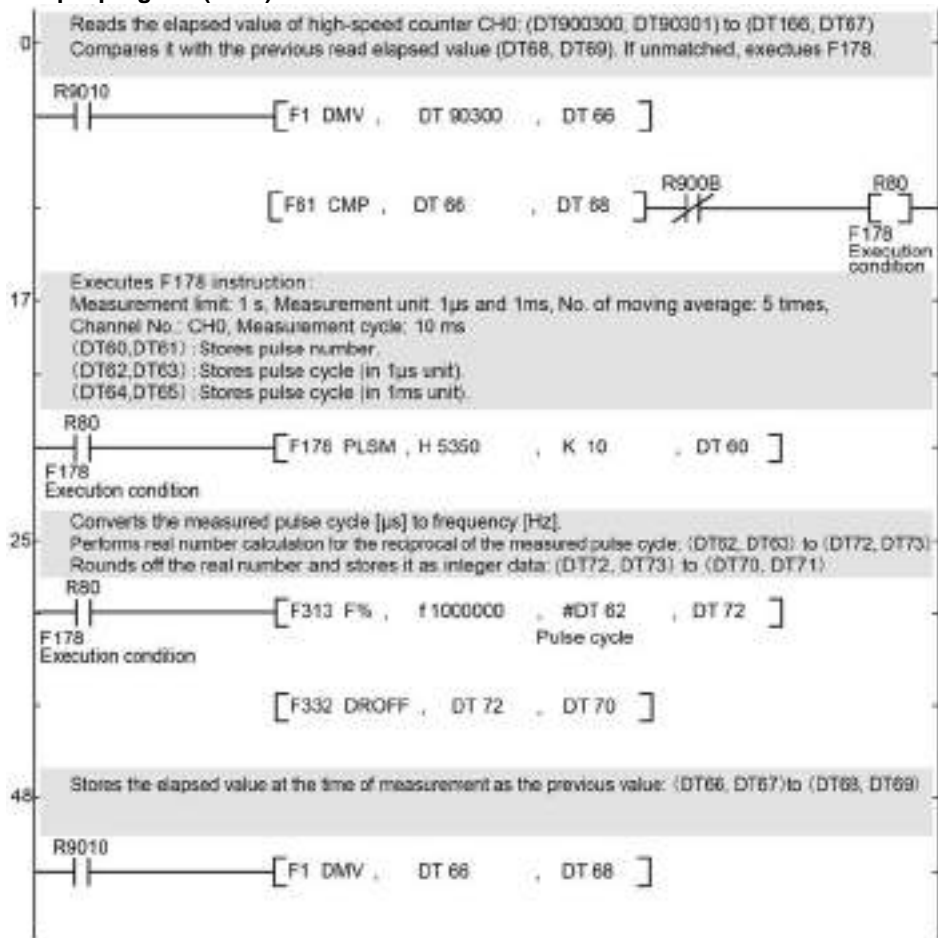 0
Reads the elapsed value of high-speed counter CH0: (DT900300, DT90301) to (DT166, DT67)
Compares it with the previous read elapsed value (DT68, DT69). If unmatched, exectues F178.
R9010
F1 DMV , DT 90300 , DT 66
F61 CMP , DT 66 , DT 68
R900B
R80
F178
Execution
condition
17
Executes F178 instruction:
Measurement limit: 1 s, Measurement unit: 1μs and 1ms, No. of moving average: 5 times,
Channel No.: CH0, Measurement cycle: 10 ms
(DT60,DT61) :Stores pulse number.
(DT62,DT63) :Stores pulse cycle (in 1μs unit).
(DT64,DT65) :Stores pulse cycle (in 1ms unit).
R80
F178 PLSM , H 5350 , K 10 , DT 60
F178
Execution condition
25
Converts the measured pulse cycle [μs] to frequency [Hz].
Performs real number calculation for the reciprocal of the measured pulse cycle: (DT62, DT63) to (DT72, DT73)
Rounds off the real number and stores it as integer data: (DT72, DT73) to (DT70, DT71)
R80
F313 F% , f 1000000 , #DT 62 , DT 72
F178
Execution condition
Pulse cycle
F332 DROFF , DT 72 , DT 70
48
Stores the elapsed value at the time of measurement as the previous value: (DT66, DT67)to (DT68, DT69)
R9010
F1 DMV , DT 66 , DT 68